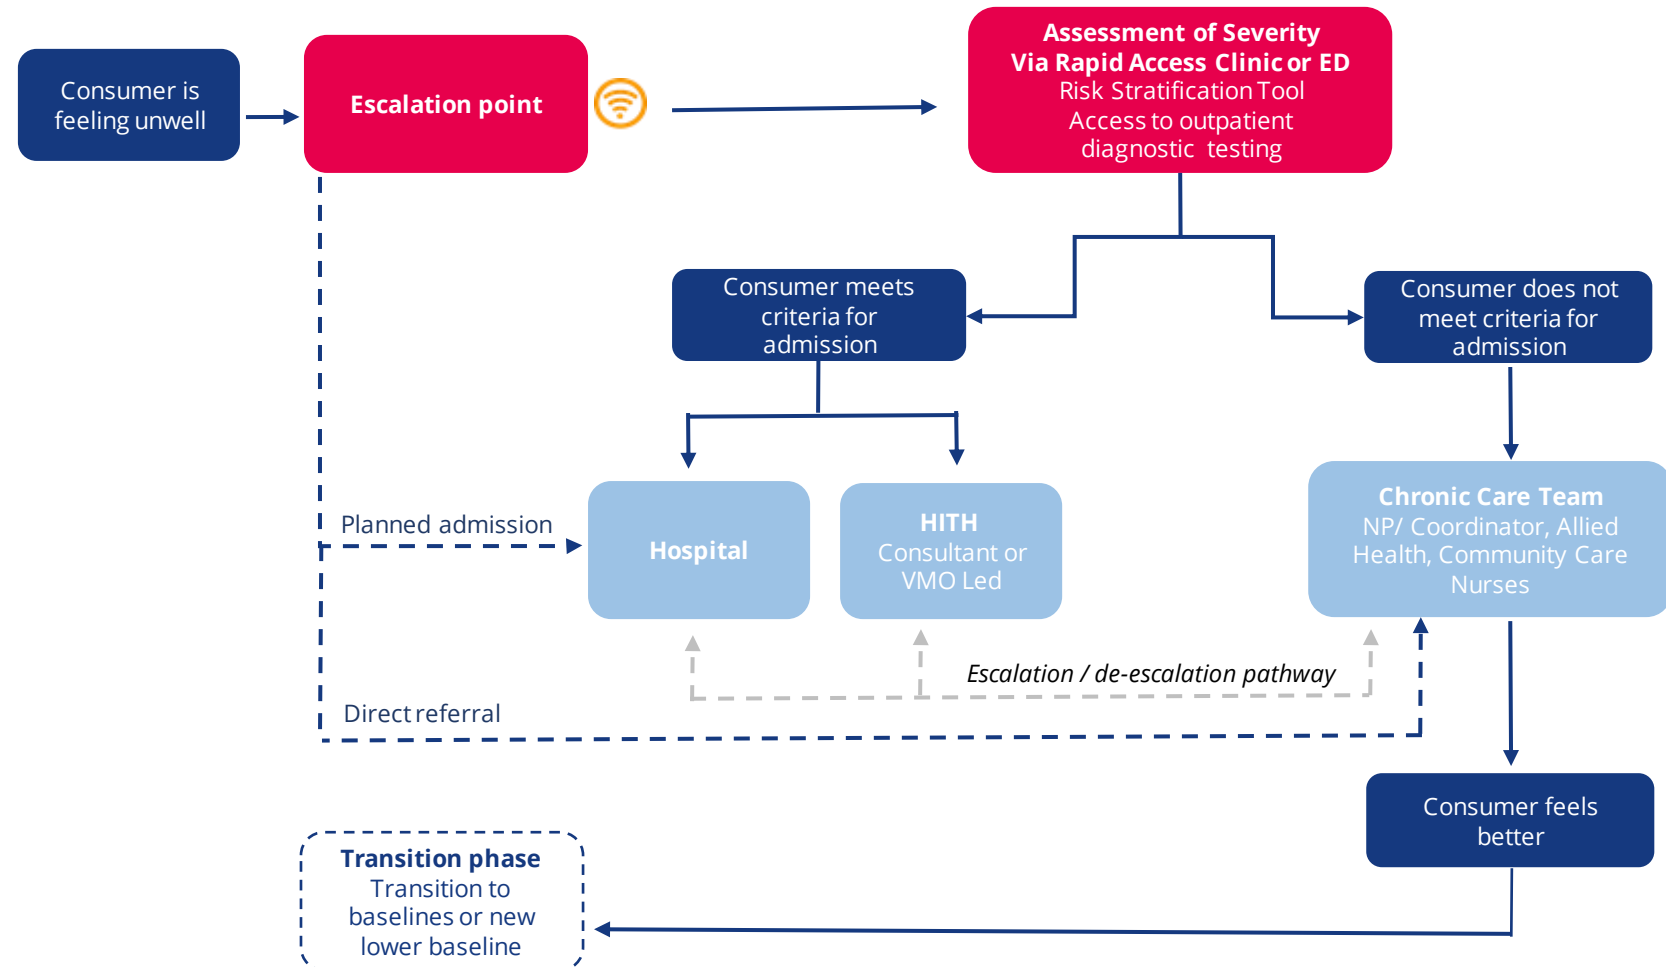 Consumer is
feeling unwell
Escalation point
Assessment of Severity
Via Rapid Access Clinic or ED
Risk Stratification Tool
Access to outpatient
diagnostic testing
Consumer meets
criteria for
admission
Consumer does not
meet criteria for
admission
Planned admission
Hospital
HITH
Consultant or
VMO Led
Chronic Care Team
NP/ Coordinator, Allied
Health, Community Care
Nurses
Escalation / de-escalation pathway
Direct referral
Consumer feels
better
Transition phase
Transition to
baselines or new
lower baseline